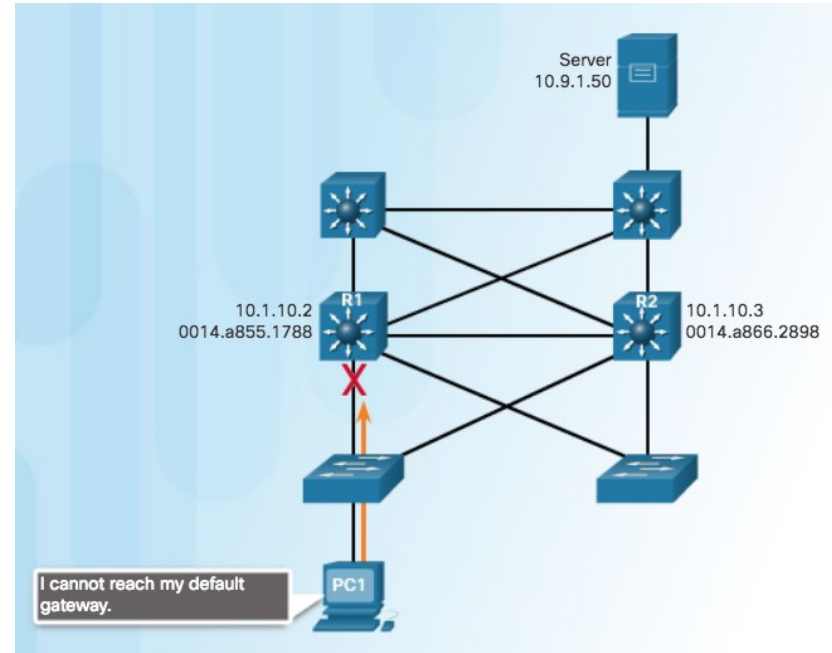 Server
10.9.1.50
R1
10.1.10.2
0014.a855.1788
R2
10.1.10.3
0014.a866.2898
X
I cannot reach my default
gateway.
PC1